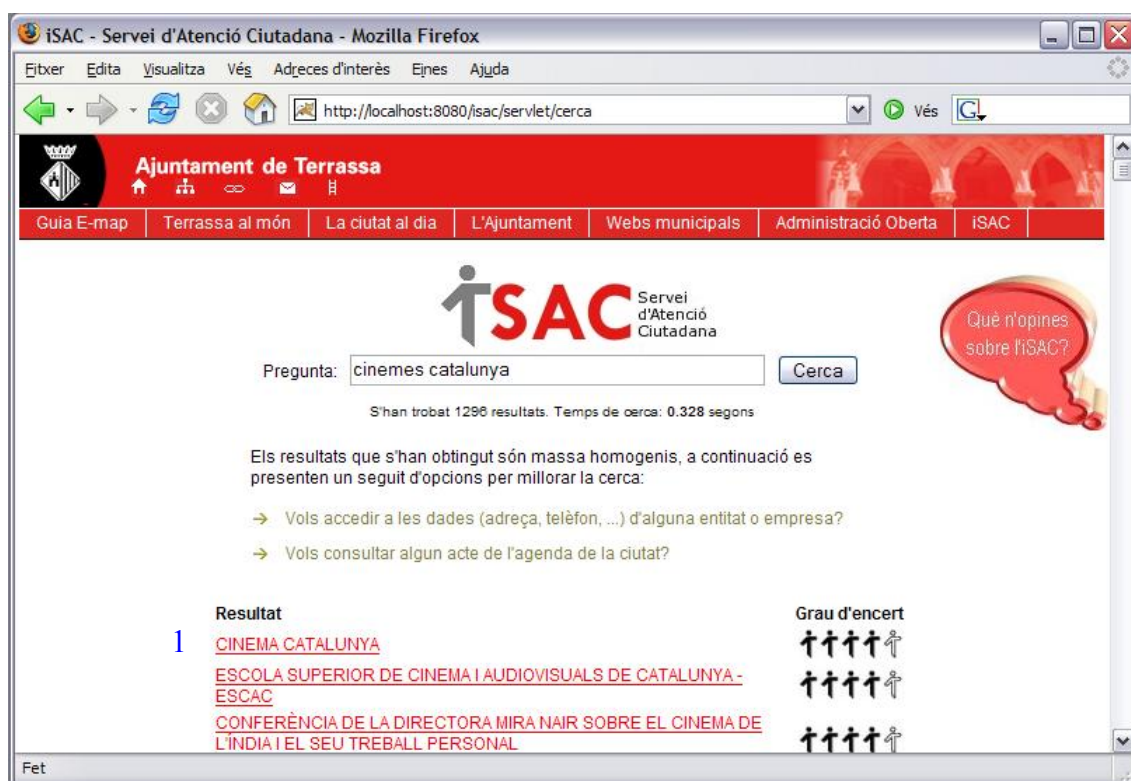 iSAC - Servei d'Atenció Ciutadana - Mozilla Firefox
Fitxer Edita Visualitza Vés Adreces d'interès Eines Ajuda
http://localhost:8080/isac/servlet/cerca Vés G
Ajuntament de Terrassa
Guia E-map Terrassa al món La ciutat al dia L'Ajuntament Webs municipals Administració Oberta iSAC
iSAC Servei
d'Atenció
Ciutadana
Què n'opines
sobre l'iSAC?
Pregunta: cinemes catalunya Cerca
S'han trobat 1296 resultats. Temps de cerca: 0.328 segons
Els resultats que s'han obtingut són massa homogenis, a continuació es
presenten un seguit d'opcions per millorar la cerca:
Vols accedir a les dades (adreça, telèfon, ...) d'alguna entitat o empresa?
Vols consultar algun acte de l'agenda de la ciutat?
Resultat Grau d'encert
1 CINEMA CATALUNYA
ESCOLA SUPERIOR DE CINEMA I AUDIOVISUALS DE CATALUNYA -
ESCAC
CONFERÈNCIA DE LA DIRECTORA MIRA NAIR SOBRE EL CINEMA DE
L'ÍNDIA I EL SEU TREBALL PERSONAL
Fet